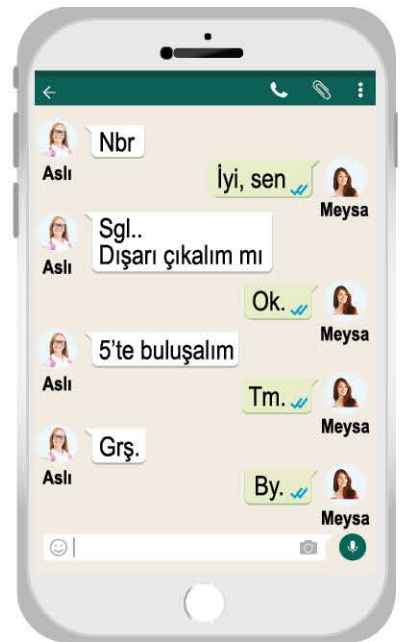 Nbr
Aslı
İyi, sen
Meysa
Sgl..
Dışarı çıkalım mı
Aslı
Ok.
Meysa
5'te buluşalım
Aslı
Tm.
Meysa
Grş.
Aslı
By.
Meysa